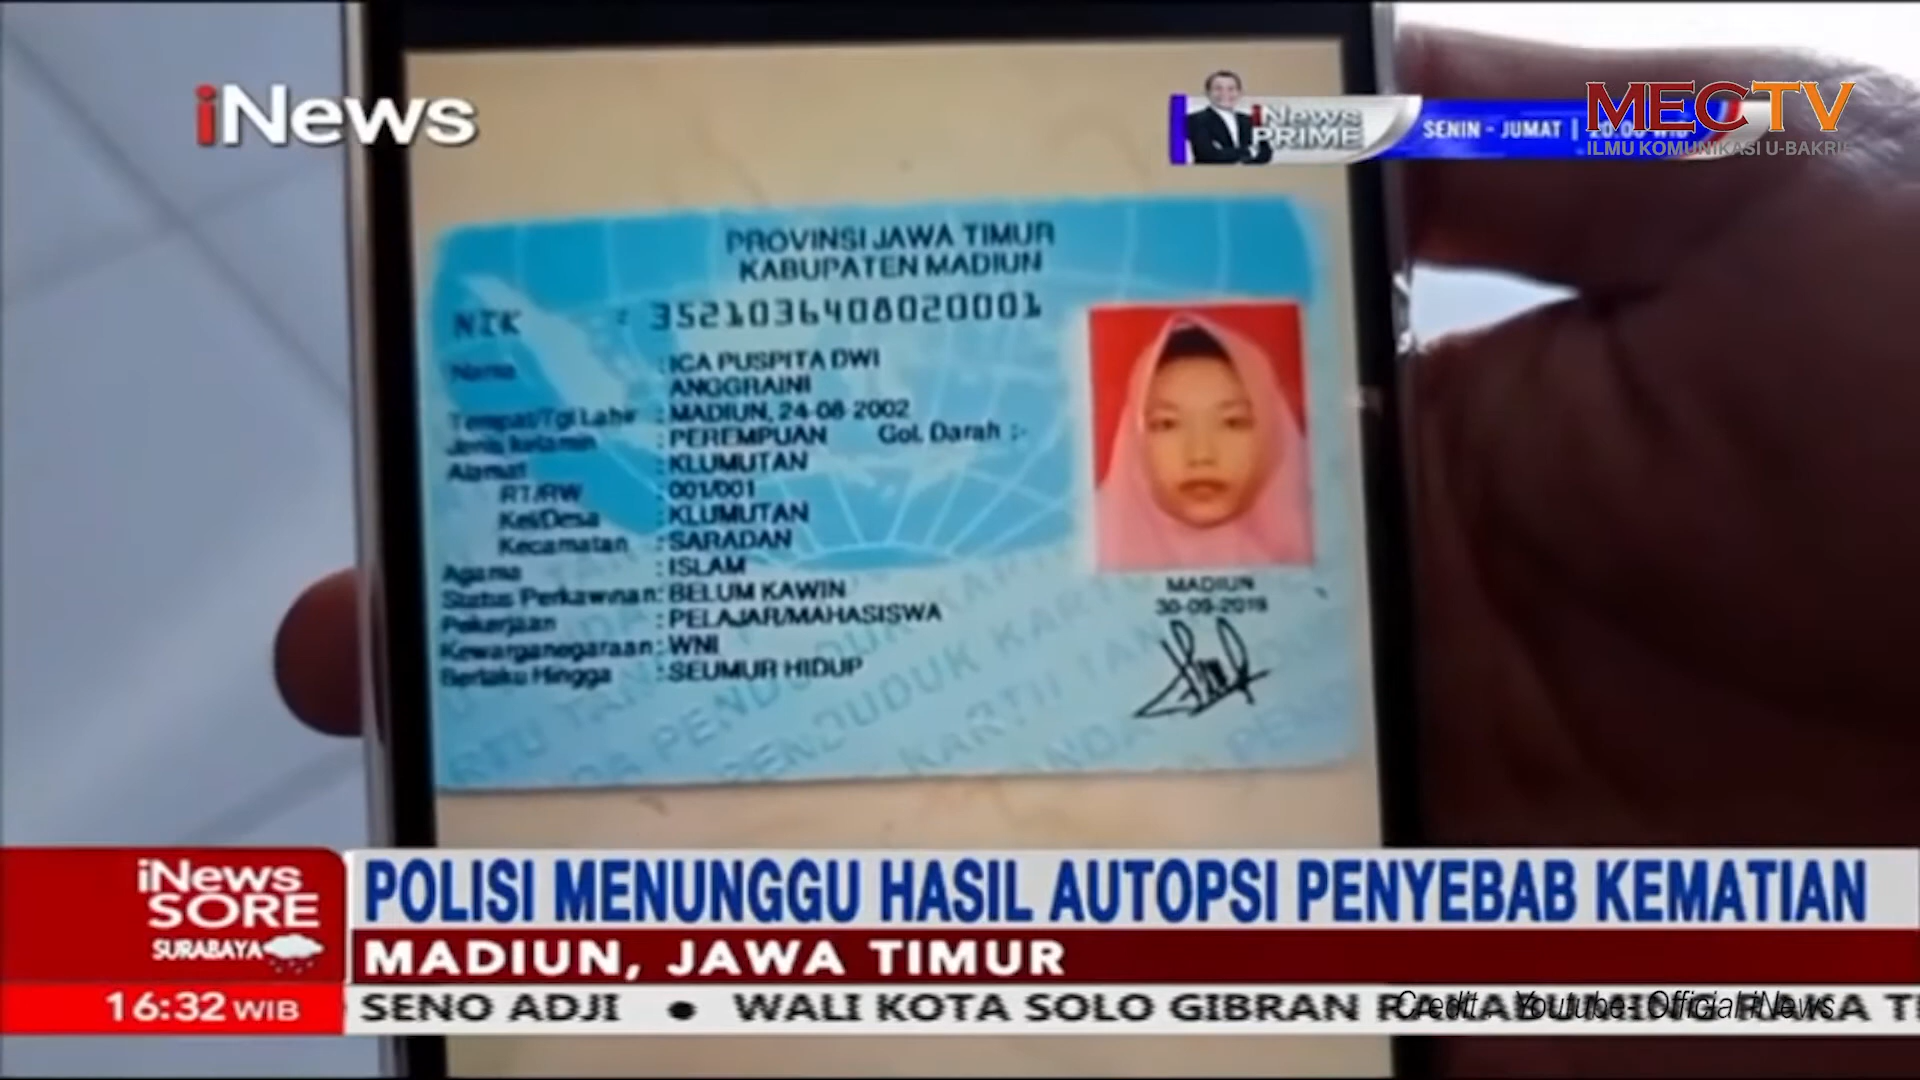 iNews
iNews
PRIME
SENIN - JUMAT |
MECTV
ILMU KOMUNIKASI U-BAKRIE
PROVINSI JAWA TIMUR
KABUPATEN MADIUN
NIK : 3521036408020001
Nama : ICA PUSPITA DWI
ANGGRAINI
Tempat/Tgl Lahir : MADIUN, 24-08-2002
Jenis kelamin : PEREMPUAN Gol. Darah : -
Alamat : KLUMUTAN
RT/RW : 001/001
Kel/Desa : KLUMUTAN
Kecamatan : SARADAN
Agama : ISLAM
Status Perkawinan: BELUM KAWIN
Pekerjaan : PELAJAR/MAHASISWA
Kewarganegaraan: WNI
Berlaku Hingga : SEUMUR HIDUP
MADIUN
30-09-2019
iNews
SORE
SURABAYA
POLISI MENUNGGU HASIL AUTOPSI PENYEBAB KEMATIAN
MADIUN, JAWA TIMUR
16:32 WIB
SENO ADJI ● WALI KOTA SOLO GIBRAN
Credit : Youtube- Official iNews